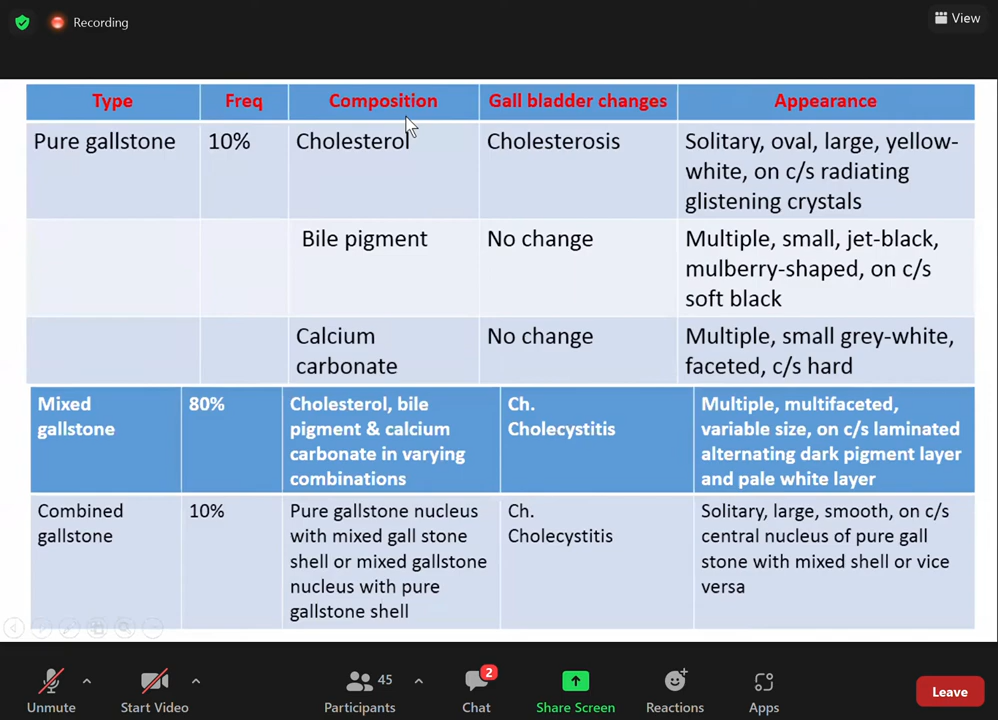 Recording
View
Type Freq Composition Gall bladder changes Appearance
Pure gallstone 10% Cholesterol Cholesterosis Solitary, oval, large, yellow-
white, on c/s radiating
glistening crystals
Bile pigment No change Multiple, small, jet-black,
mulberry-shaped, on c/s
soft black
Calcium
carbonate
No change
Multiple, small grey-white,
faceted, c/s hard
Mixed
gallstone
80%
Cholesterol, bile
pigment & calcium
carbonate in varying
combinations
Ch.
Cholecystitis
Multiple, multifaceted,
variable size, on c/s laminated
alternating dark pigment layer
and pale white layer
Combined
gallstone
10%
Pure gallstone nucleus
with mixed gall stone
shell or mixed gallstone
nucleus with pure
gallstone shell
Ch.
Cholecystitis
Solitary, large, smooth, on c/s
central nucleus of pure gall
stone with mixed shell or vice
versa
45
2
Unmute
Start Video
Participants
Chat
Share Screen
Reactions
Apps
Leave